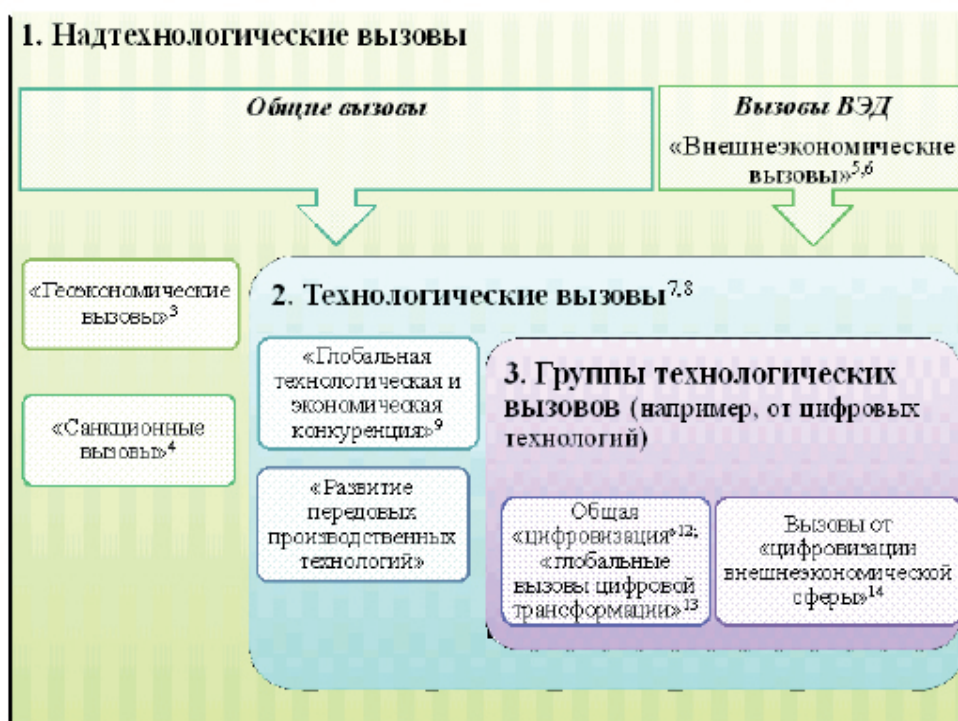 1. Надтехнологические вызовы
Общие вызовы
Вызовы ВЭД
«Внешнеэкономические
вызовы»5,6
«Геоэкономические
вызовы»3
«Санкционные
вызовы»4
2. Технологические вызовы7,8
«Глобальная
технологическая и
экономическая
конкуренция»9
«Развитие
передовых
производственных
технологий»
3. Группы технологических
вызовов (например, от цифровых
технологий)
Общая
«цифровизация»12;
«глобальные
вызовы цифровой
трансформации»13
Вызовы от
«цифровизации
внешнеэкономической
сферы»14